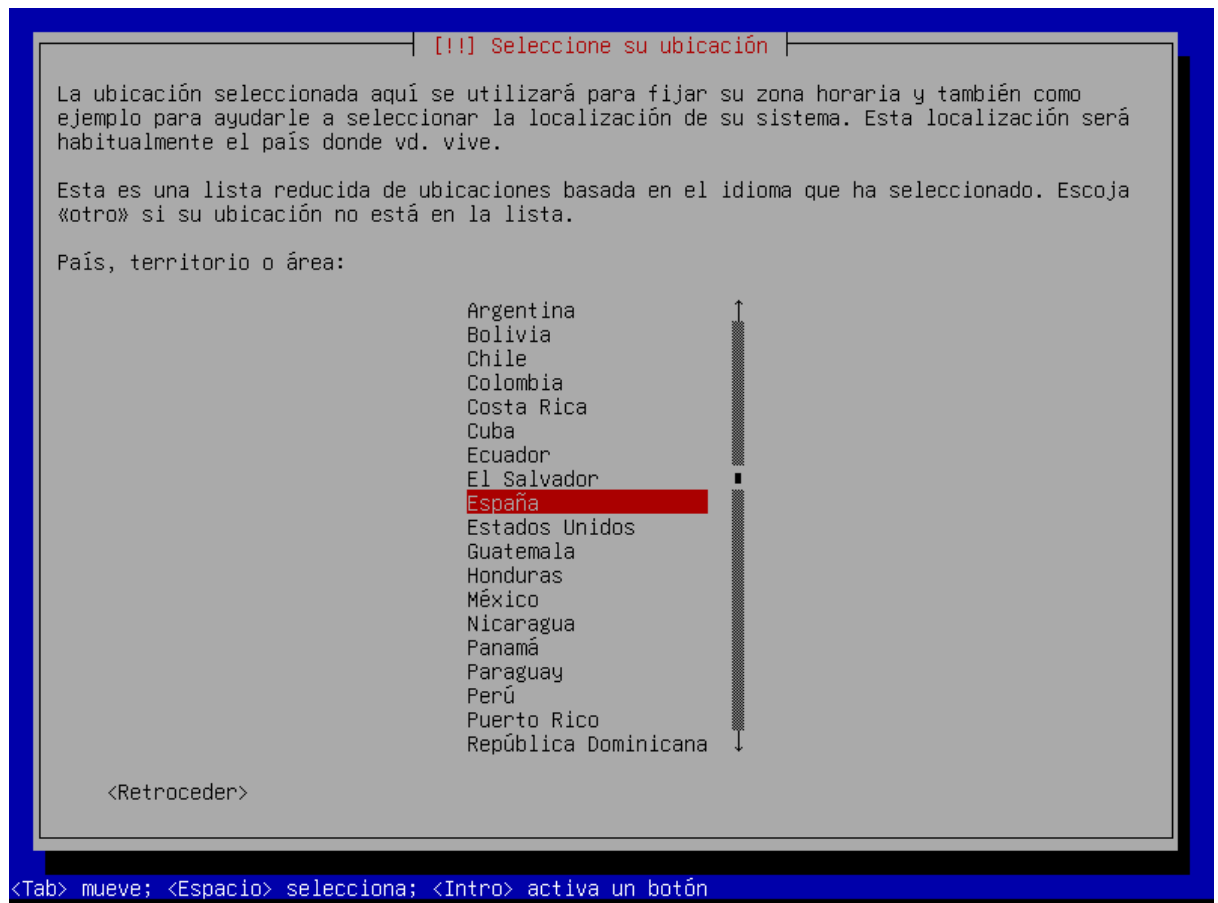 [!!] Seleccione su ubicación
La ubicación seleccionada aquí se utilizará para fijar su zona horaria y también como
ejemplo para ayudarle a seleccionar la localización de su sistema. Esta localización será
habitualmente el país donde vd. vive.
Esta es una lista reducida de ubicaciones basada en el idioma que ha seleccionado. Escoja
«otro» si su ubicación no está en la lista.
País, territorio o área:
Argentina
Bolivia
Chile
Colombia
Costa Rica
Cuba
Ecuador
El Salvador
España
Estados Unidos
Guatemala
Honduras
México
Nicaragua
Panamá
Paraguay
Perú
Puerto Rico
República Dominicana
<Retroceder>
<Tab> mueve; <Espacio> selecciona; <Intro> activa un botón